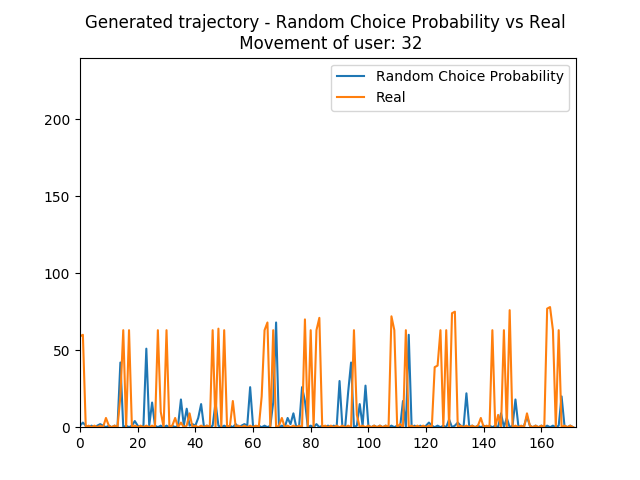 Generated trajectory - Random Choice Probability vs Real
Movement of user: 32
Random Choice Probability
Real
200
150
100
50
0
0 20 40 60 80 100 120 140 160